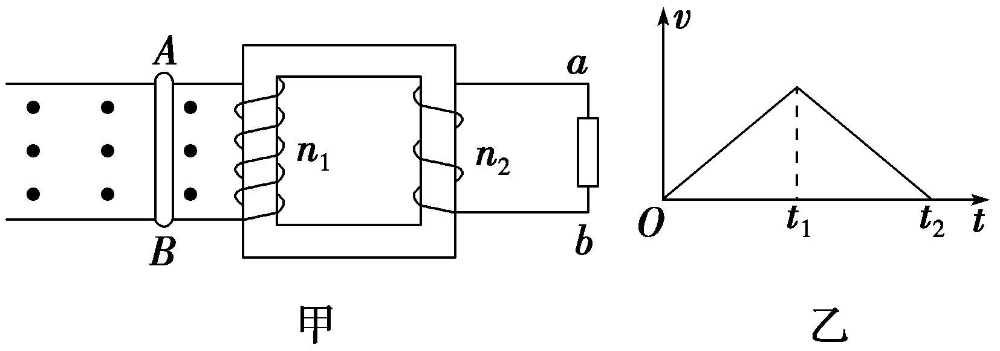 A
B
n₁
n₂
a
b
甲
v
O
t₁
t₂
t
乙